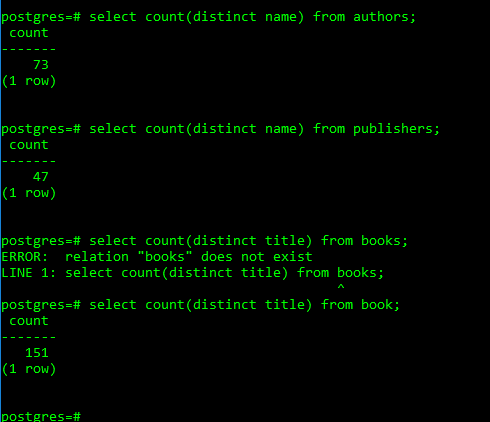 postgres=# select count(distinct name) from authors;
 count
-------
    73
(1 row)
postgres=# select count(distinct name) from publishers;
 count
-------
    47
(1 row)
postgres=# select count(distinct title) from books;
ERROR:  relation "books" does not exist
LINE 1: select count(distinct title) from books;
                                          ^
postgres=# select count(distinct title) from book;
 count
-------
   151
(1 row)
postgres=#